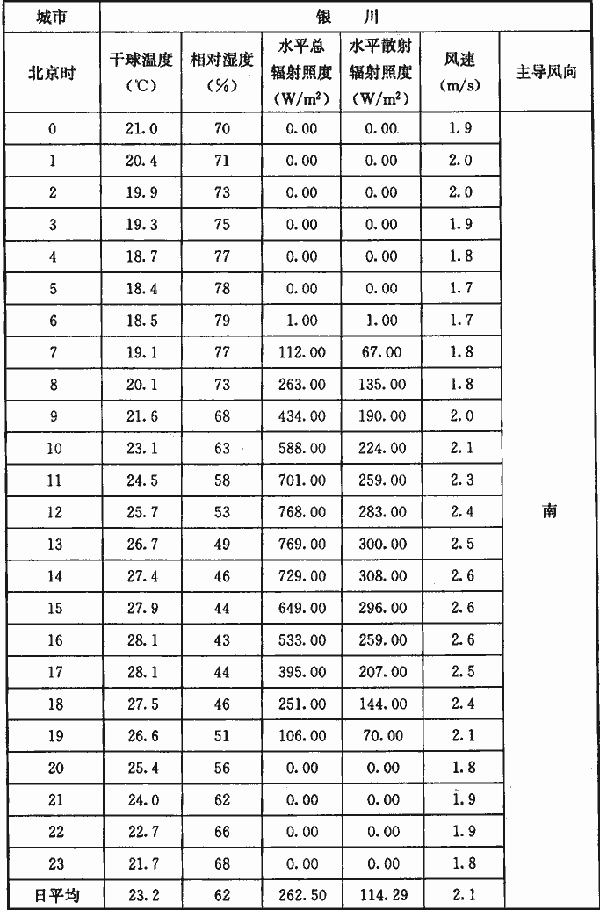 城市 银 川
北京时 干球温度(℃) 相对湿度(%) 水平总辐射照度(W/m²) 水平散射辐射照度(W/m²) 风速(m/s) 主导风向
0 21.0 70 0.00 0.00 1.9
1 20.4 71 0.00 0.00 2.0
2 19.9 73 0.00 0.00 2.0
3 19.3 75 0.00 0.00 1.9
4 18.7 77 0.00 0.00 1.8
5 18.4 78 0.00 0.00 1.7
6 18.5 79 1.00 1.00 1.7
7 19.1 77 112.00 67.00 1.8
8 20.1 73 263.00 135.00 1.8
9 21.6 68 434.00 190.00 2.0
10 23.1 63 588.00 224.00 2.1
11 24.5 58 701.00 259.00 2.3
12 25.7 53 768.00 283.00 2.4 南
13 26.7 49 769.00 300.00 2.5
14 27.4 46 729.00 308.00 2.6
15 27.9 44 649.00 296.00 2.6
16 28.1 43 533.00 259.00 2.6
17 28.1 44 395.00 207.00 2.5
18 27.5 46 251.00 144.00 2.4
19 26.6 51 106.00 70.00 2.1
20 25.4 56 0.00 0.00 1.8
21 24.0 62 0.00 0.00 1.9
22 22.7 66 0.00 0.00 1.9
23 21.7 68 0.00 0.00 1.8
日平均 23.2 62 262.50 114.29 2.1